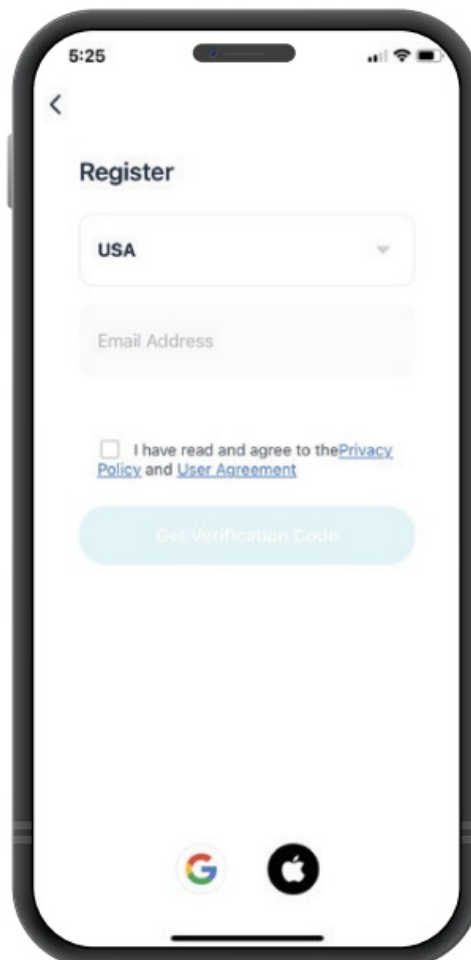 5:25
Register
USA
Email Address
I have read and agree to thePrivacy
Policy and User Agreement
Get Verification Code